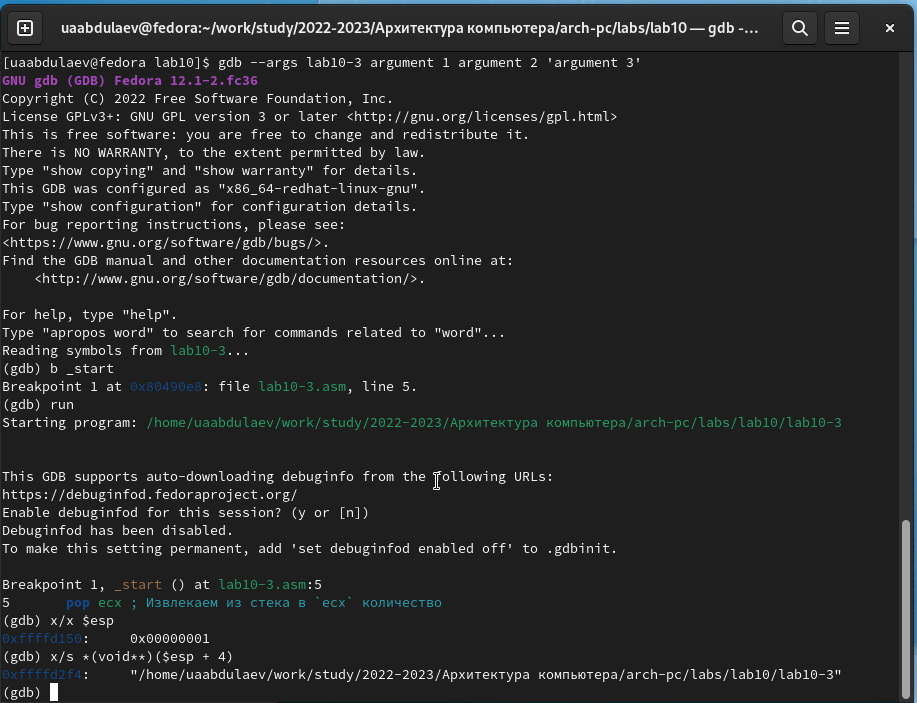 uaabdulaev@fedora:~/work/study/2022-2023/Архитектура компьютера/arch-pc/labs/lab10 — gdb -...
[uaabdulaev@fedora lab10]$ gdb --args lab10-3 argument 1 argument 2 'argument 3'
GNU gdb (GDB) Fedora 12.1-2.fc36
Copyright (C) 2022 Free Software Foundation, Inc.
License GPLv3+: GNU GPL version 3 or later <http://gnu.org/licenses/gpl.html>
This is free software: you are free to change and redistribute it.
There is NO WARRANTY, to the extent permitted by law.
Type "show copying" and "show warranty" for details.
This GDB was configured as "x86_64-redhat-linux-gnu".
Type "show configuration" for configuration details.
For bug reporting instructions, please see:
<https://www.gnu.org/software/gdb/bugs/>.
Find the GDB manual and other documentation resources online at:
    <http://www.gnu.org/software/gdb/documentation/>.
For help, type "help".
Type "apropos word" to search for commands related to "word"...
Reading symbols from lab10-3...
(gdb) b _start
Breakpoint 1 at 0x80490e8: file lab10-3.asm, line 5.
(gdb) run
Starting program: /home/uaabdulaev/work/study/2022-2023/Архитектура компьютера/arch-pc/labs/lab10/lab10-3
This GDB supports auto-downloading debuginfo from the following URLs:
https://debuginfod.fedoraproject.org/
Enable debuginfod for this session? (y or [n])
Debuginfod has been disabled.
To make this setting permanent, add 'set debuginfod enabled off' to .gdbinit.
Breakpoint 1, _start () at lab10-3.asm:5
5       pop ecx ; Извлекаем из стека в `ecx` количество
(gdb) x/x $esp
0xffffd150:     0x00000001
(gdb) x/s *(void**)($esp + 4)
0xffffd2f4:     "/home/uaabdulaev/work/study/2022-2023/Архитектура компьютера/arch-pc/labs/lab10/lab10-3"
(gdb)